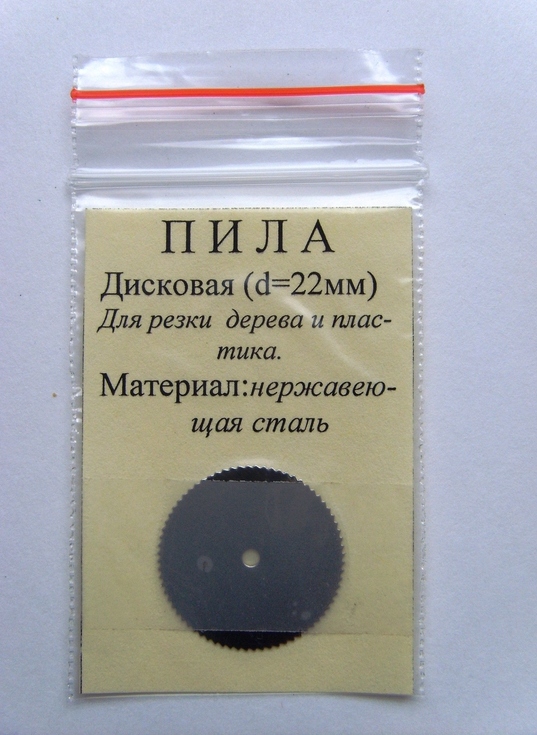 ПИЛА
Дисковая (d=22мм)
Для резки дерева и плас-
тика.
Материал:нержавею-
щая сталь